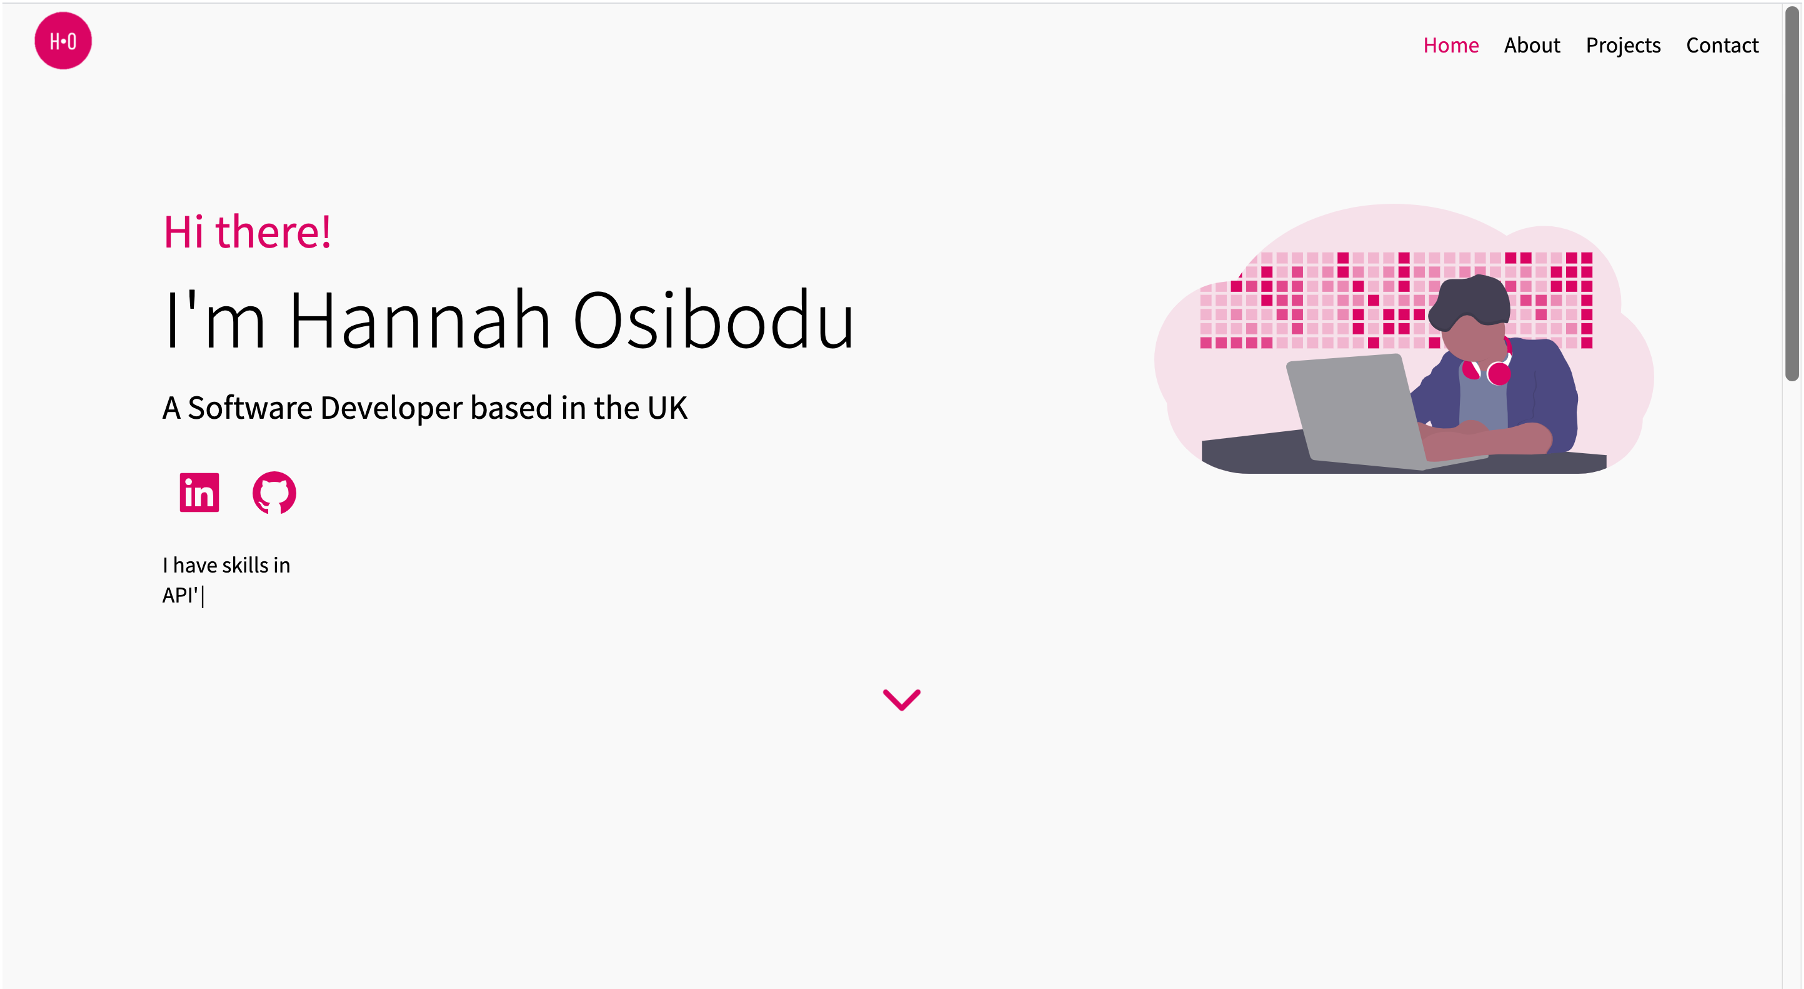 H•O
Home About Projects Contact
Hi there!
I'm Hannah Osibodu
A Software Developer based in the UK
in
I have skills in
API'|